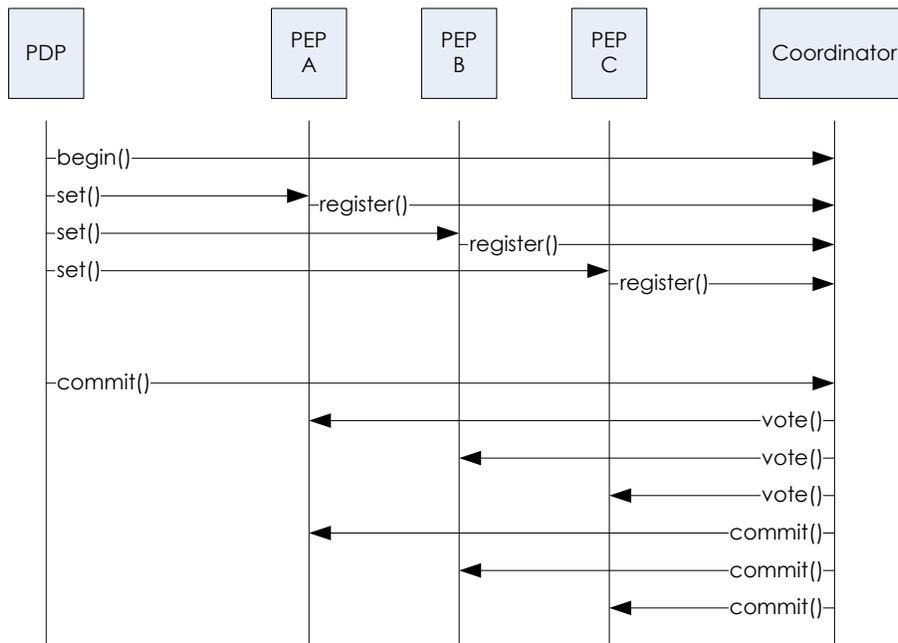 PDP
PEP
A
PEP
B
PEP
C
Coordinator
begin()
set()
register()
set()
register()
set()
register()
commit()
vote()
vote()
vote()
commit()
commit()
commit()